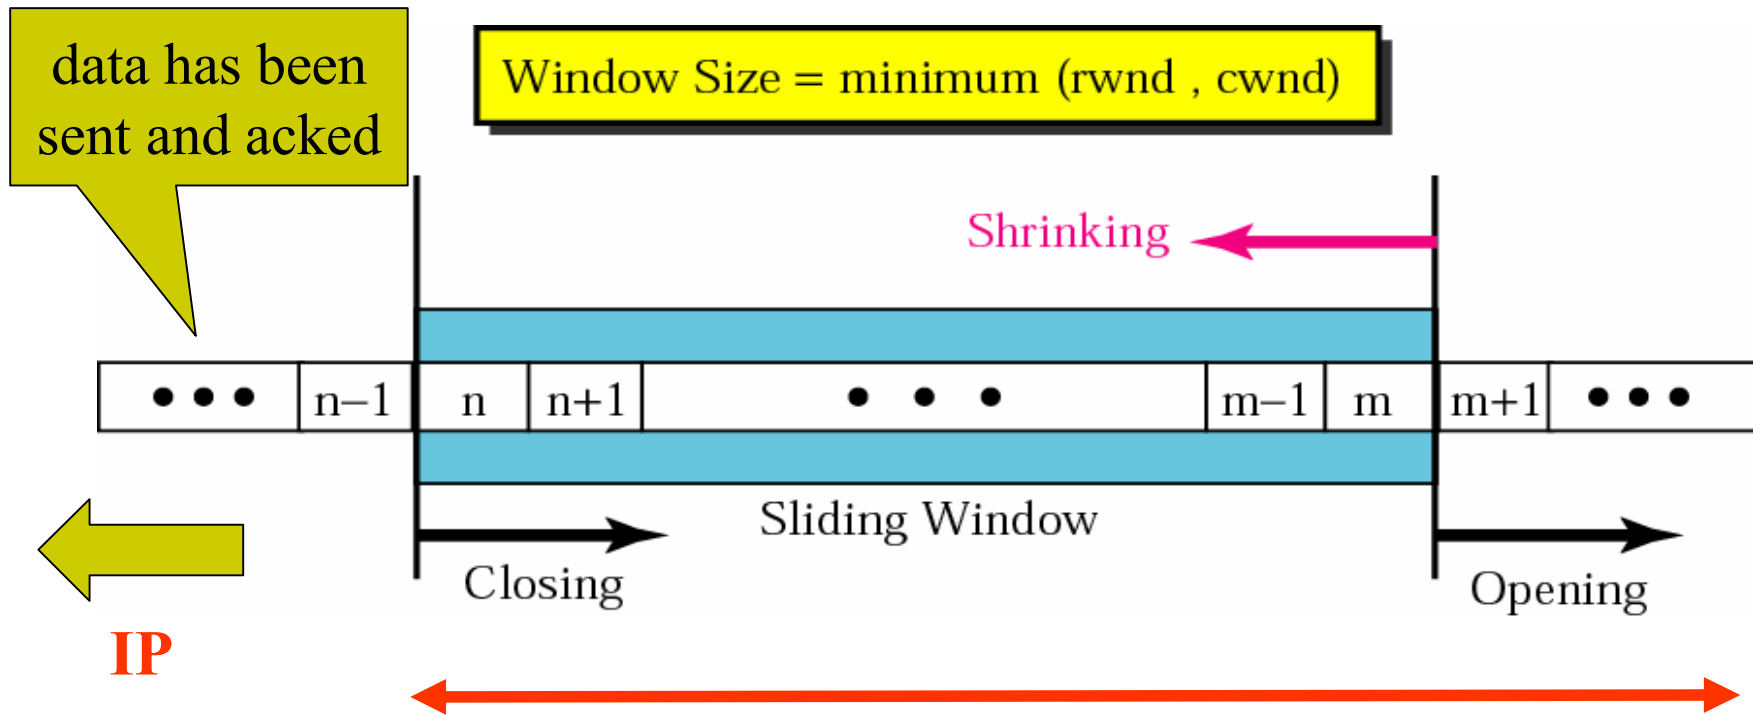 data has been
sent and acked
Window Size = minimum (rwnd , cwnd)
Shrinking
••• n–1 n n+1 • • • m–1 m m+1 •••
Sliding Window
Closing
Opening
IP